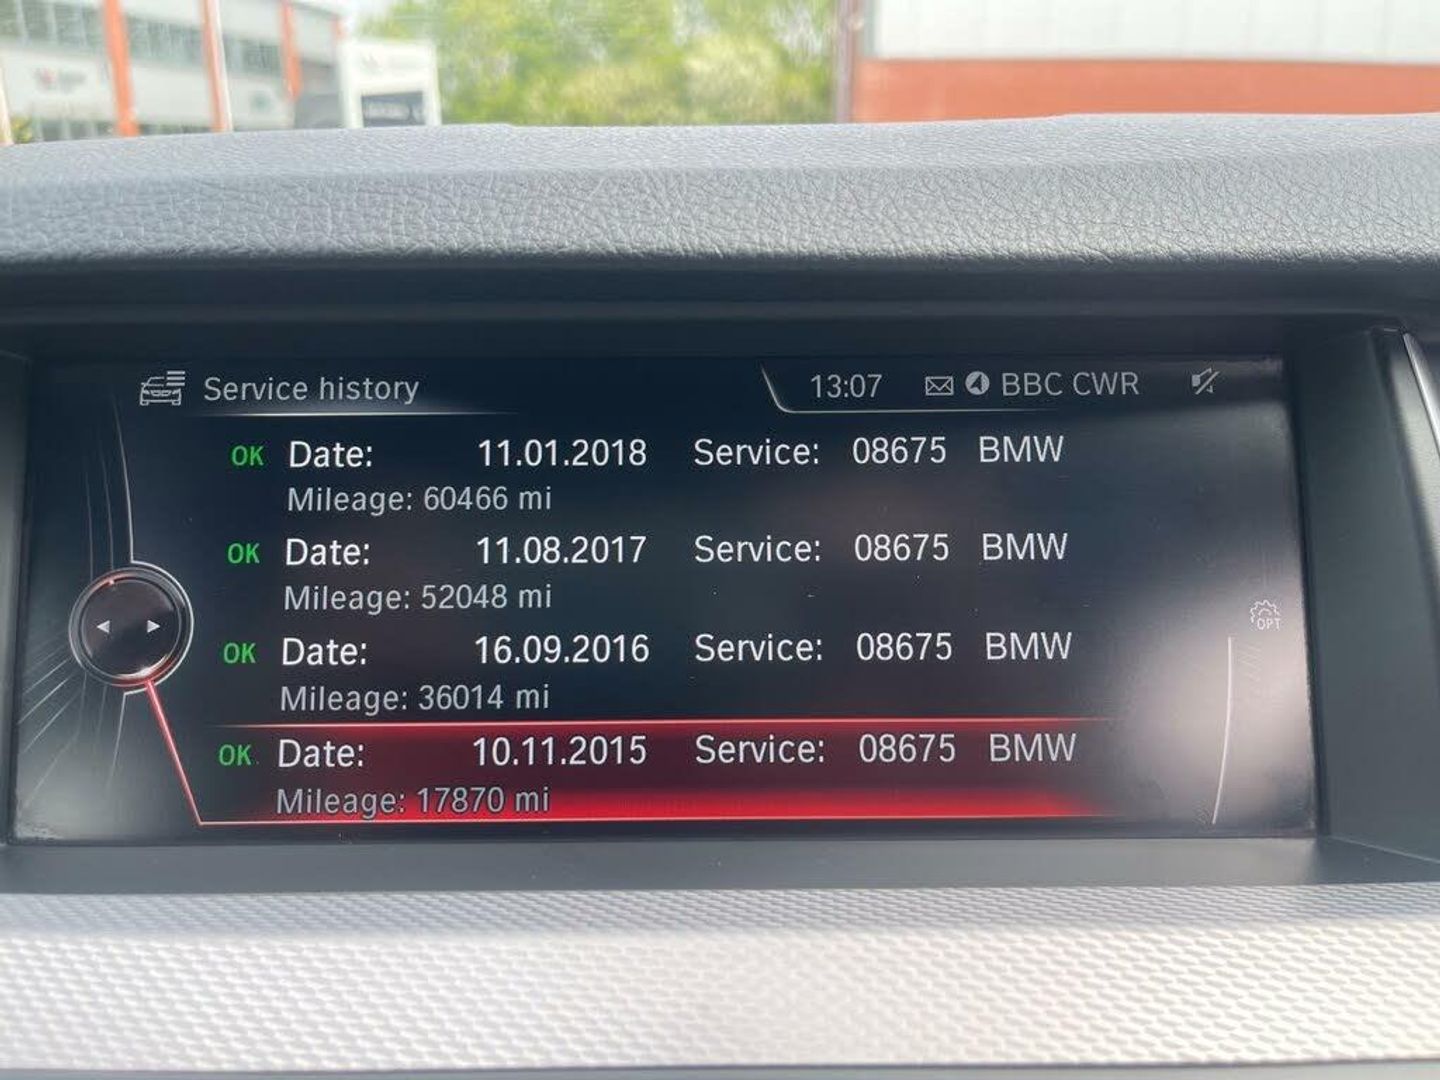 Service history 13:07 BBC CWR
OK Date: 11.01.2018 Service: 08675 BMW
Mileage: 60466 mi
OK Date: 11.08.2017 Service: 08675 BMW
Mileage: 52048 mi
OK Date: 16.09.2016 Service: 08675 BMW
Mileage: 36014 mi
OPT
OK Date: 10.11.2015 Service: 08675 BMW
Mileage: 17870 mi